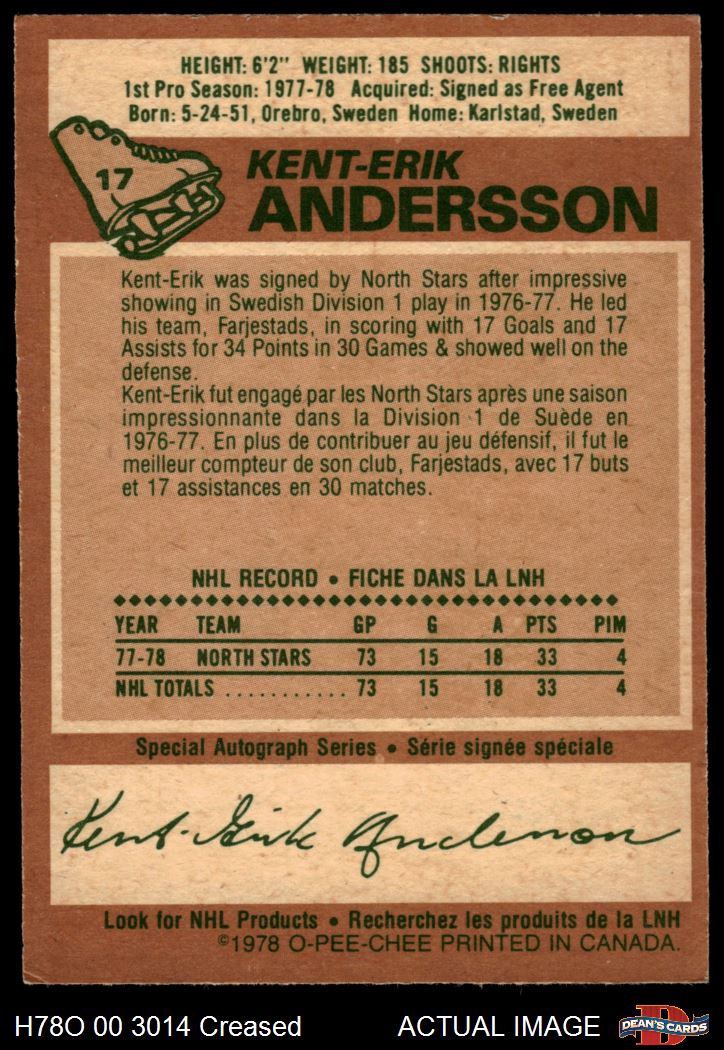 HEIGHT: 6'2" WEIGHT: 185 SHOOTS: RIGHTS
1st Pro Season: 1977-78 Acquired: Signed as Free Agent
Born: 5-24-51, Orebro, Sweden Home: Karlstad, Sweden
17
KENT-ERIK
ANDERSSON
Kent-Erik was signed by North Stars after impressive
showing in Swedish Division 1 play in 1976-77. He led
his team, Farjestads, in scoring with 17 Goals and 17
Assists for 34 Points in 30 Games & showed well on the
defense.
Kent-Erik fut engagé par les North Stars après une saison
impressionnante dans la Division 1 de Suède en
1976-77. En plus de contribuer au jeu défensif, il fut le
meilleur compteur de son club, Farjestads, avec 17 buts
et 17 assistances en 30 matches.
NHL RECORD • FICHE DANS LA LNH
YEAR TEAM GP G A PTS PIM
77-78 NORTH STARS 73 15 18 33 4
NHL TOTALS ........... 73 15 18 33 4
Special Autograph Series • Série signée spéciale
Kent-Erik Andersson
Look for NHL Products • Recherchez les produits de la LNH
©1978 O-PEE-CHEE PRINTED IN CANADA.
H78O 00 3014 Creased ACTUAL IMAGE
D
DEAN'S CARDS